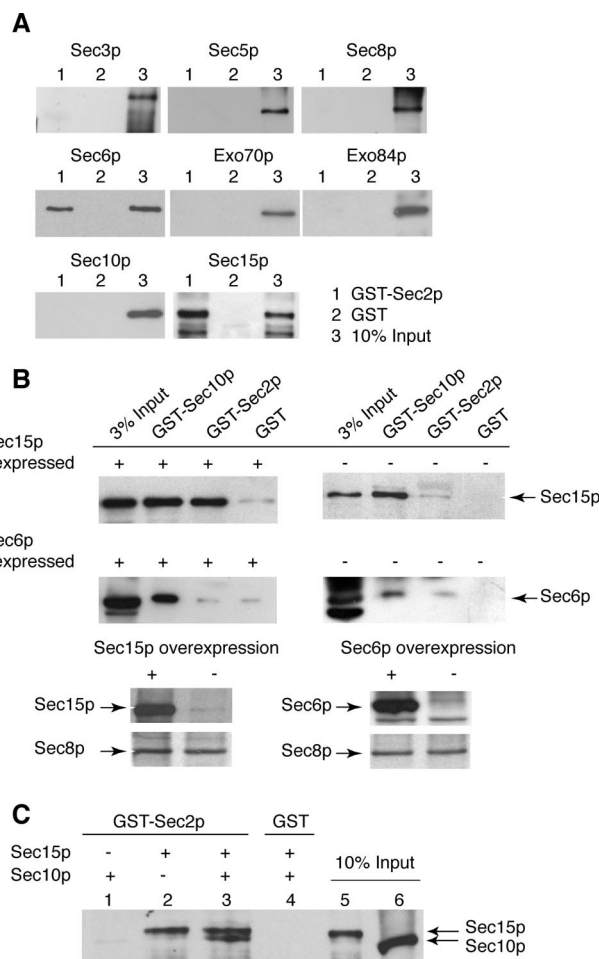 A
Sec3p Sec5p Sec8p
1 2 3 1 2 3 1 2 3
Sec6p Exo70p Exo84p
1 2 3 1 2 3 1 2 3
Sec10p Sec15p
1 2 3 1 2 3
1 GST-Sec2p
2 GST
3 10% Input
B
3% Input GST-Sec10p GST-Sec2p GST 3% Input GST-Sec10p GST-Sec2p GST
ec15p
expressed + + + + - - - -
Sec15p
ec6p
expressed + + + + - - - -
Sec6p
Sec15p overexpression Sec6p overexpression
+ - + -
Sec15p Sec6p
Sec8p Sec8p
C
GST-Sec2p GST
Sec15p - + + + 10% Input
Sec10p + - + +
1 2 3 4 5 6
Sec15p
Sec10p